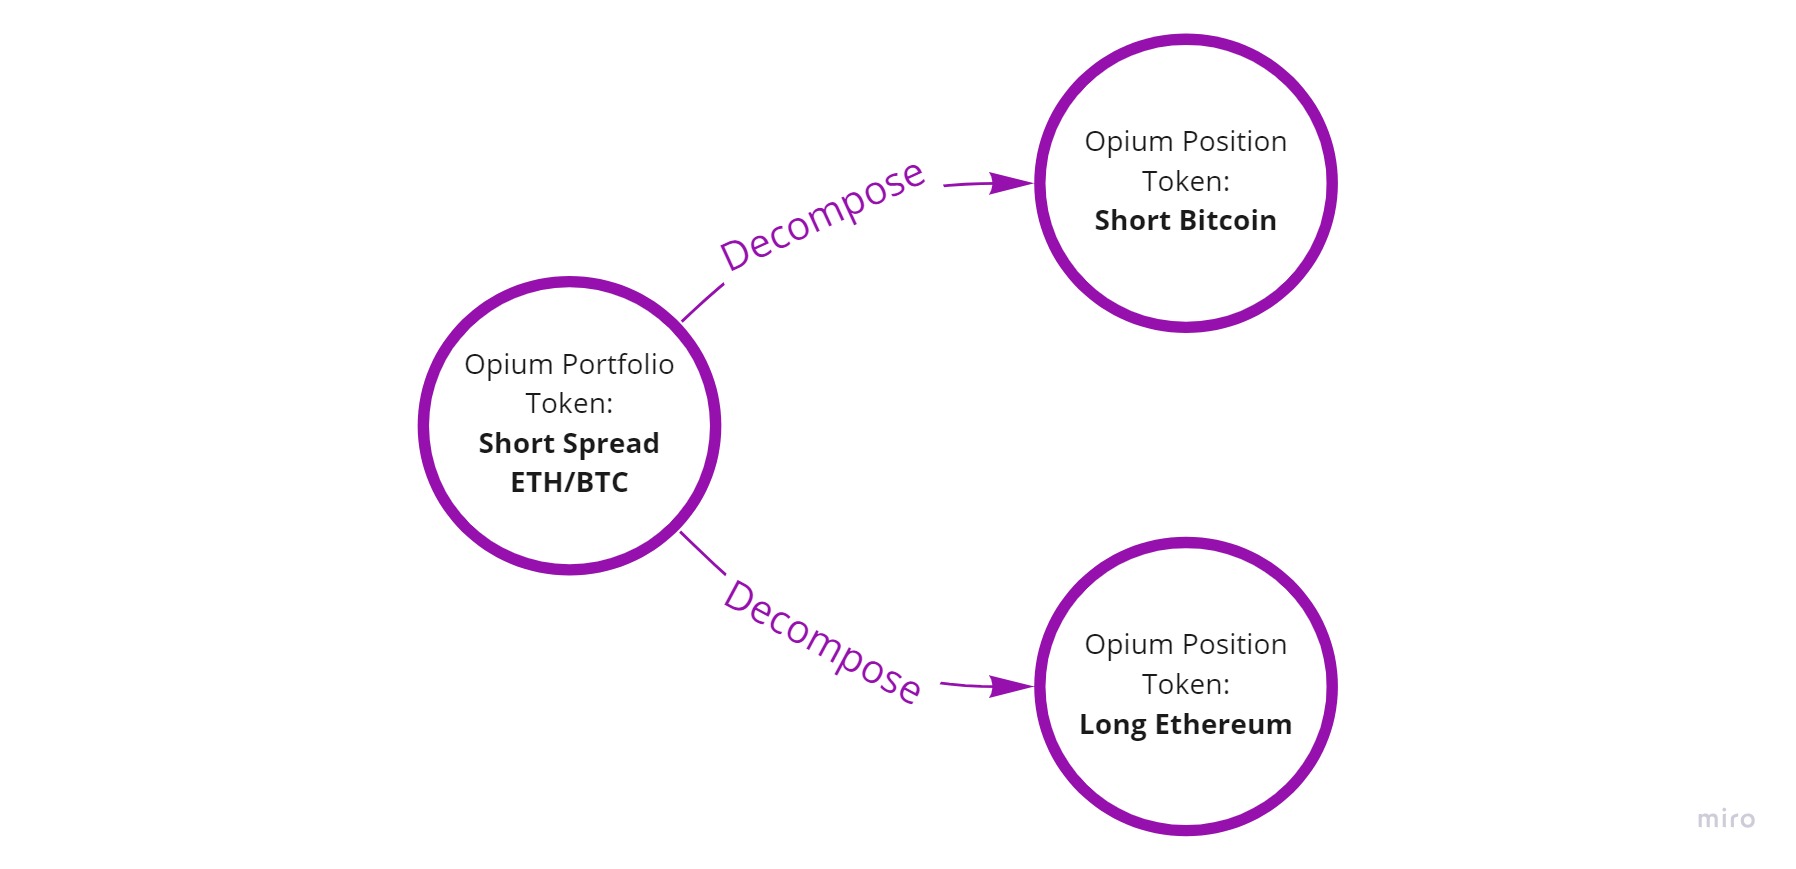 Opium Portfolio
Token:
Short Spread
ETH/BTC
Decompose
Opium Position
Token:
Short Bitcoin
Decompose
Opium Position
Token:
Long Ethereum
miro